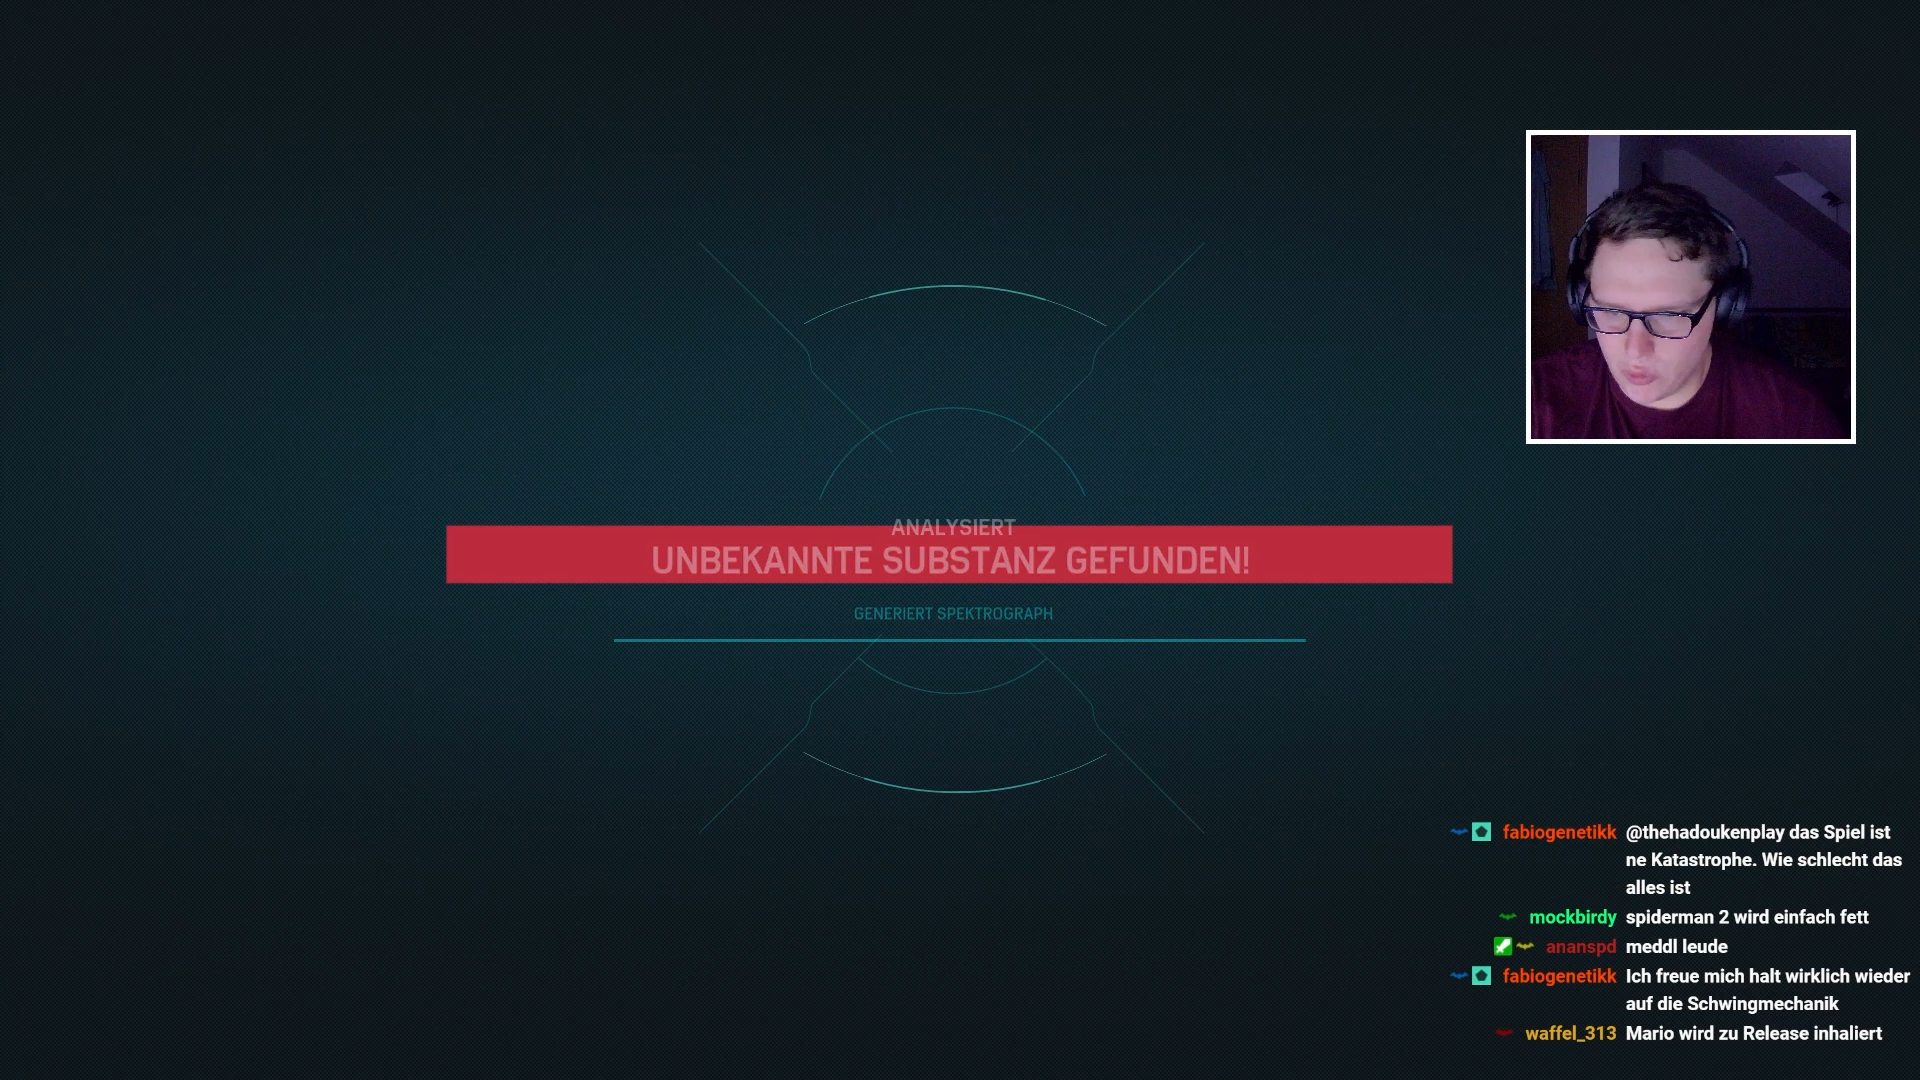 ANALYSIERT
UNBEKANNTE SUBSTANZ GEFUNDEN!
GENERIERT SPEKTROGRAPH
fabiogenetikk @thehadoukenplay das Spiel ist
ne Katastrophe. Wie schlecht das
alles ist
mockbirdy spiderman 2 wird einfach fett
ananspd meddl leude
fabiogenetikk Ich freue mich halt wirklich wieder
auf die Schwingmechanik
waffel_313 Mario wird zu Release inhaliert